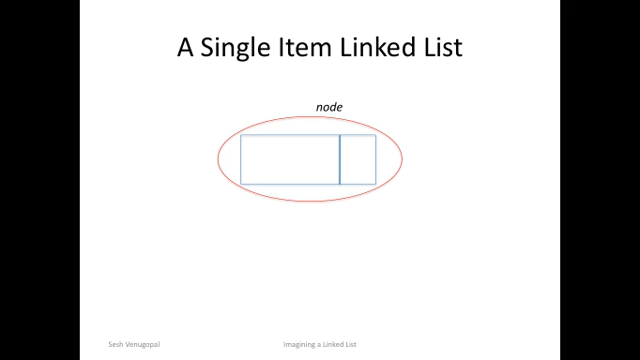 A Single Item Linked List
node
Sesh Venugopal
Imagining a Linked List